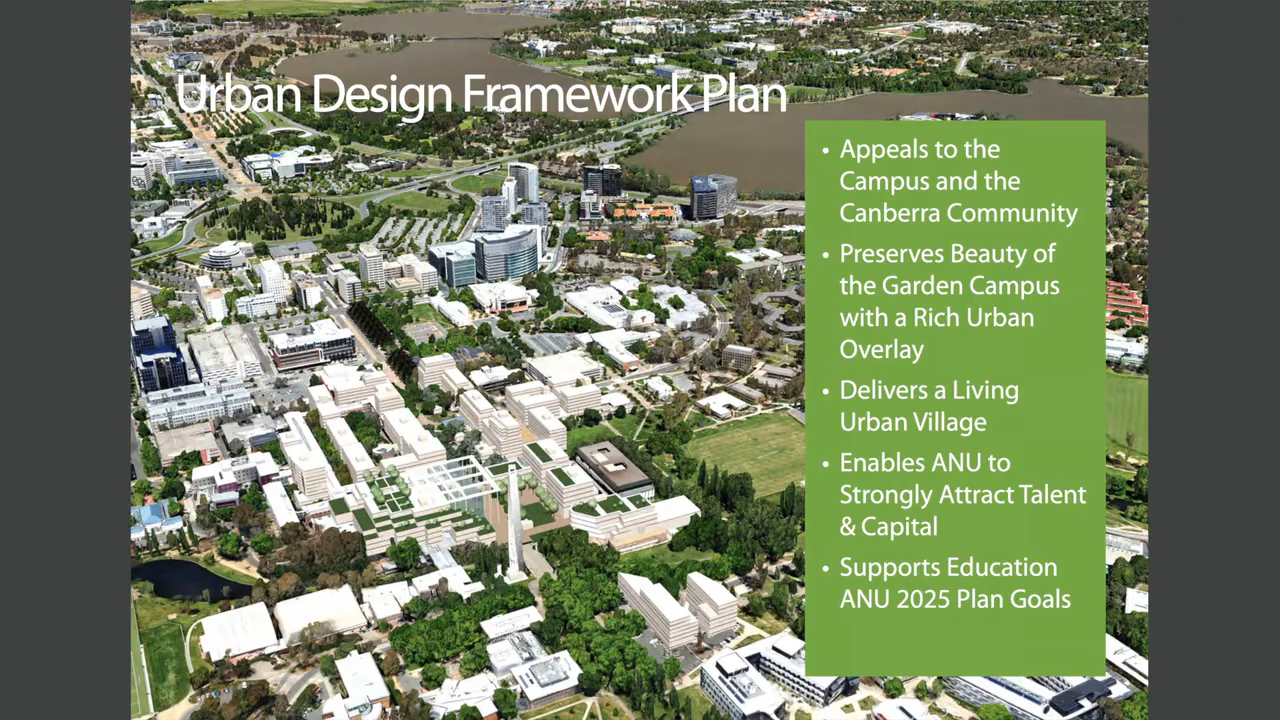 Urban Design Framework Plan
• Appeals to the
Campus and the
Canberra Community
• Preserves Beauty of
the Garden Campus
with a Rich Urban
Overlay
• Delivers a Living
Urban Village
• Enables ANU to
Strongly Attract Talent
& Capital
• Supports Education
ANU 2025 Plan Goals